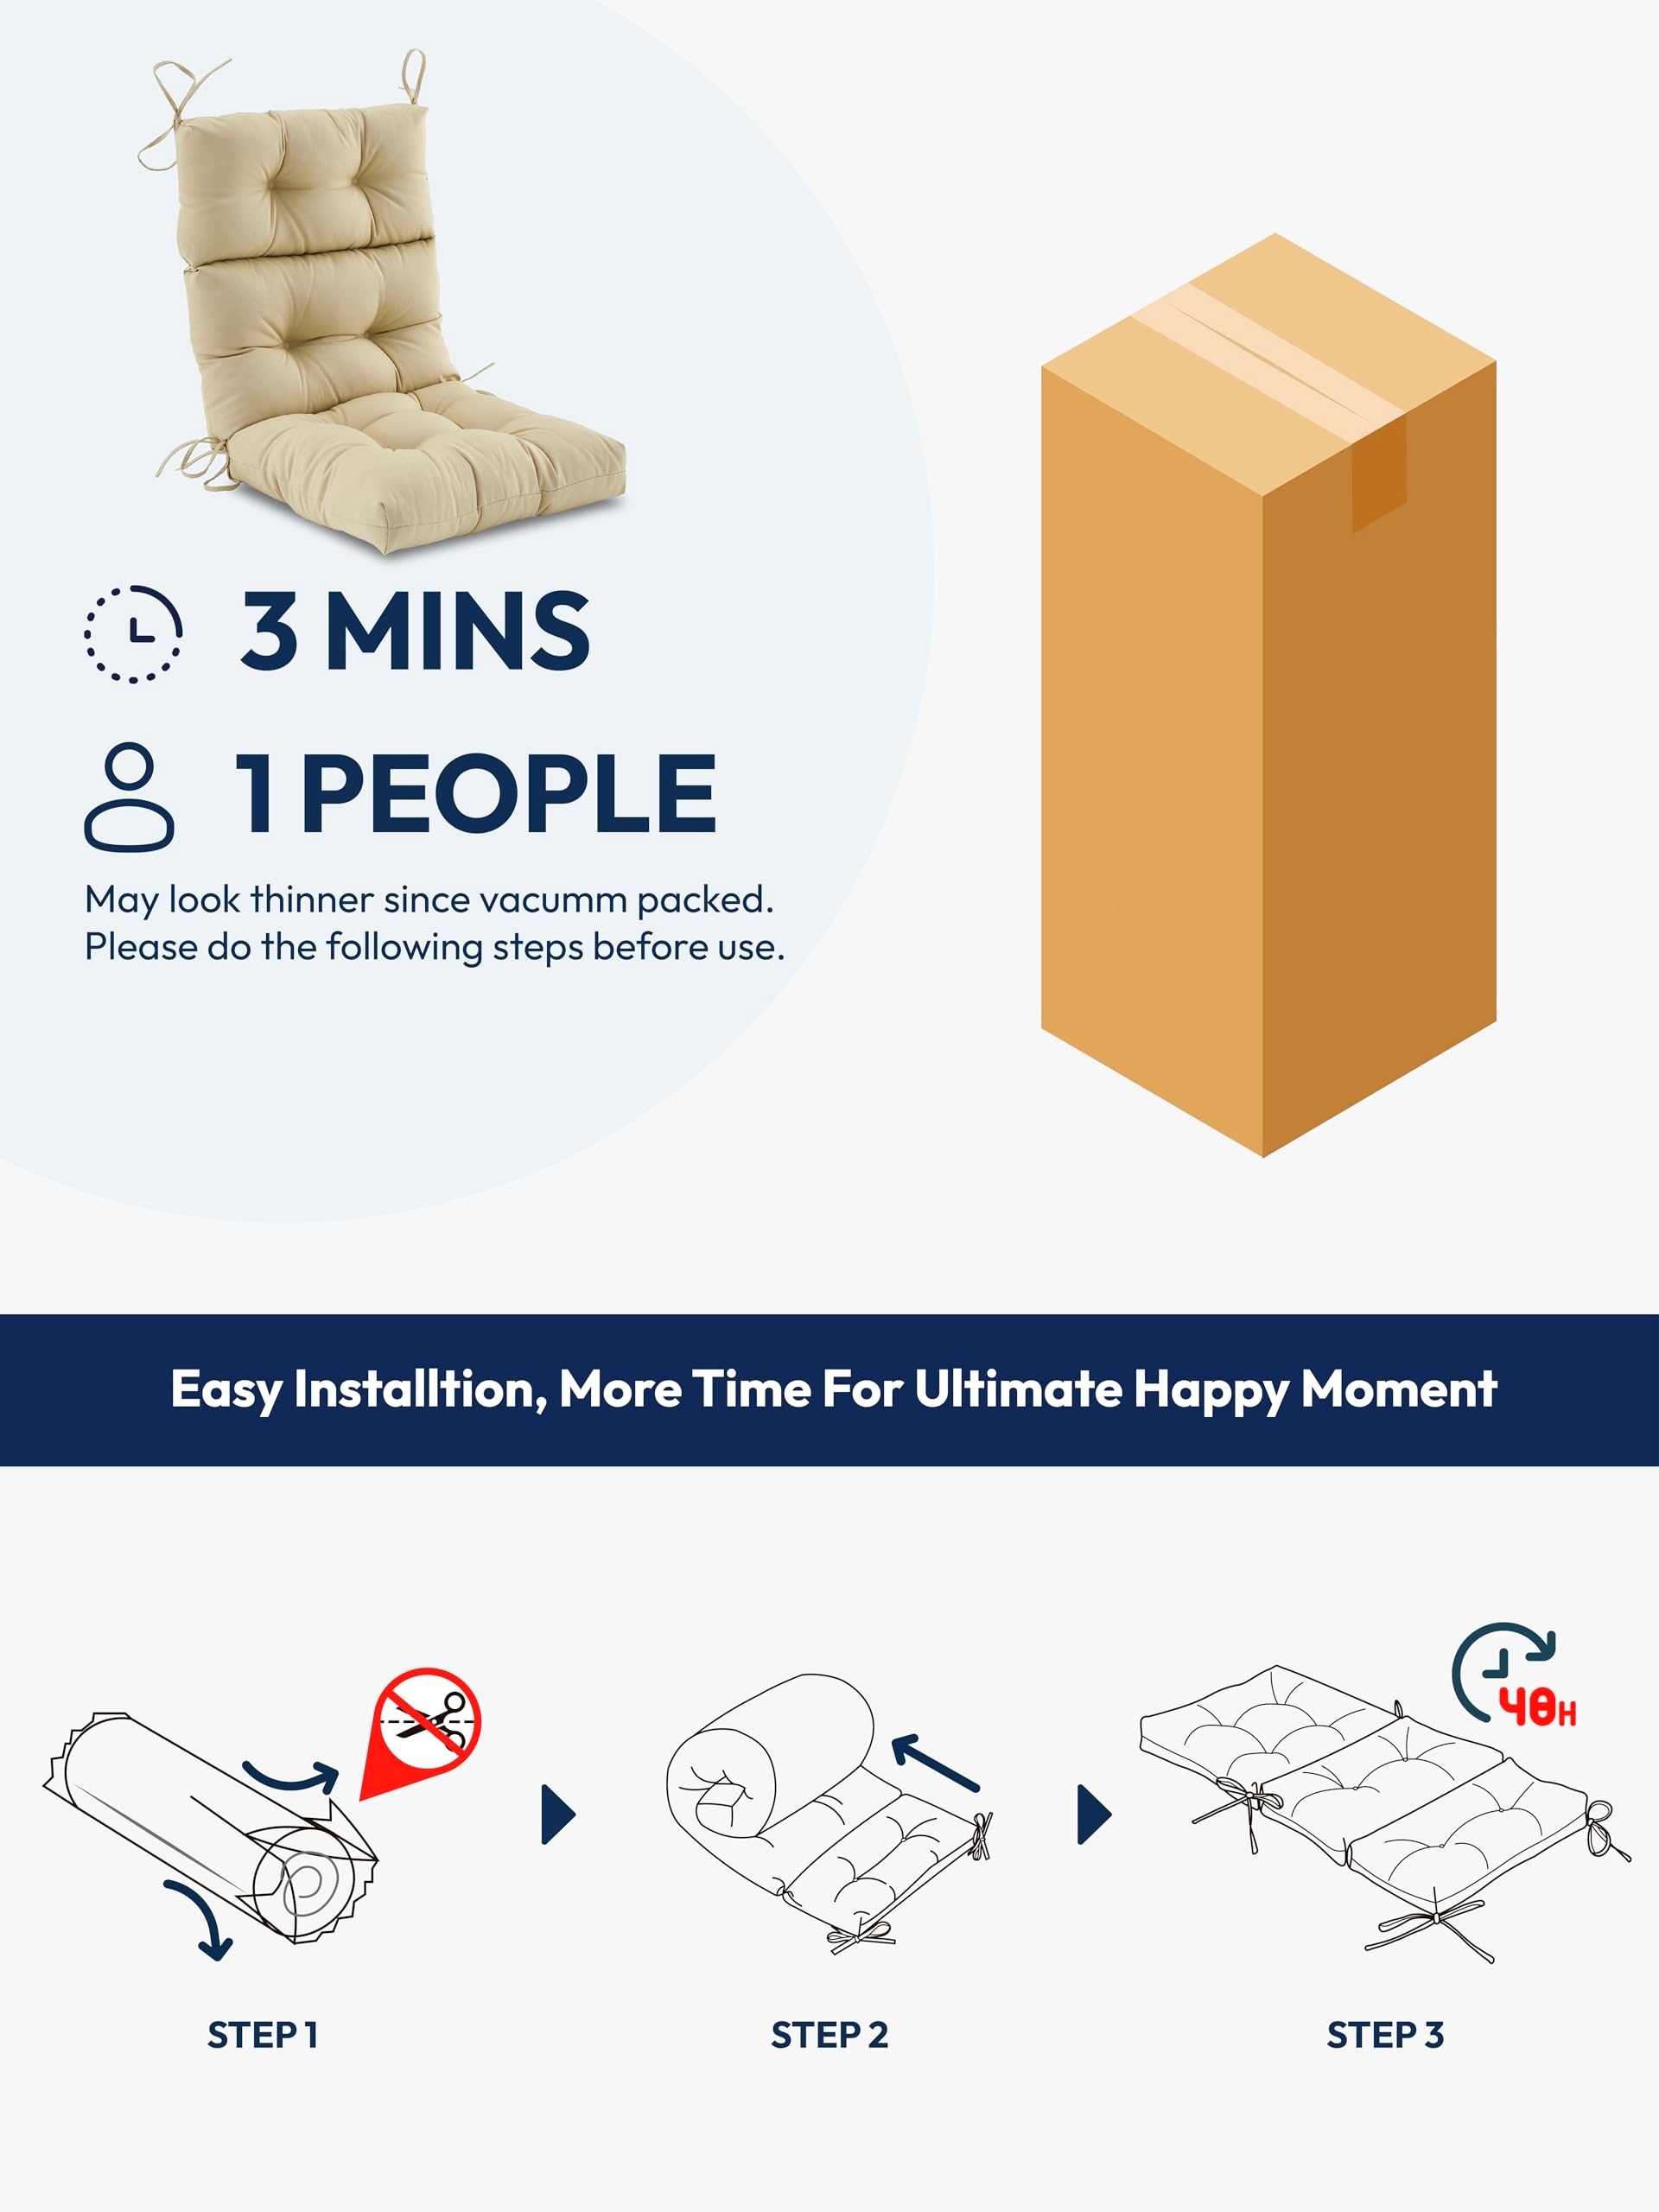 3 MINS
1 PEOPLE
May look thinner since vacumm packed.
Please do the following steps before use.
Easy Installtion, More Time For Ultimate Happy Moment
48H
STEP 1
STEP 2
STEP 3